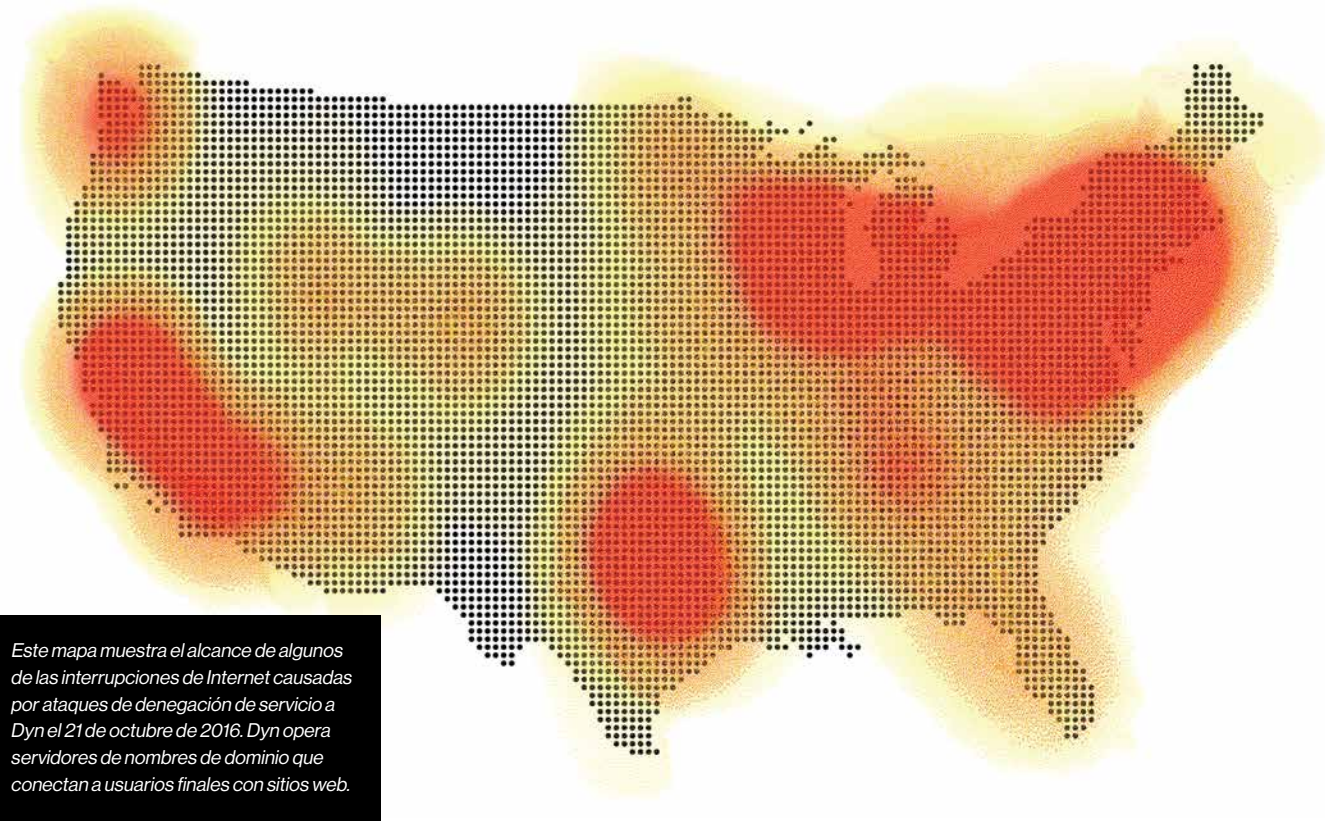 Este mapa muestra el alcance de algunos
de las interrupciones de Internet causadas
por ataques de denegación de servicio a
Dyn el 21 de octubre de 2016. Dyn opera
servidores de nombres de dominio que
conectan a usuarios finales con sitios web.